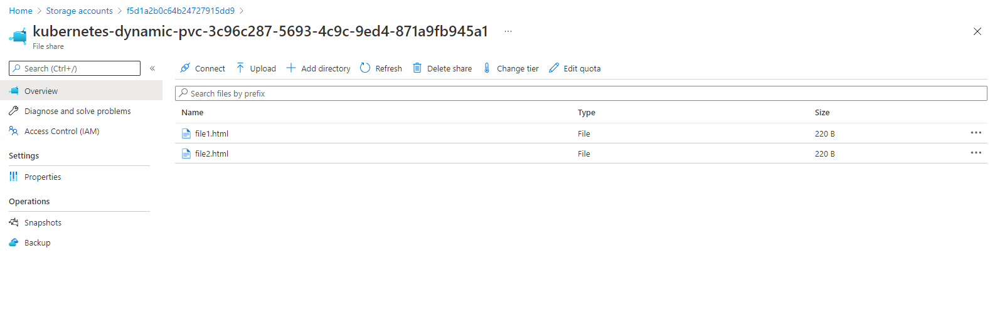 Home > Storage accounts > f5d1a2b0c64b24727915dd9 >
kubernetes-dynamic-pvc-3c96c287-5693-4c9c-9ed4-871a9fb945a1 ...
File share
Search (Ctrl+/) «
Connect Upload Add directory Refresh Delete share Change tier Edit quota
Overview
Diagnose and solve problems
Access Control (IAM)
Settings
Properties
Operations
Snapshots
Backup
Search files by prefix
Name Type Size
file1.html File 220 B ...
file2.html File 220 B ...